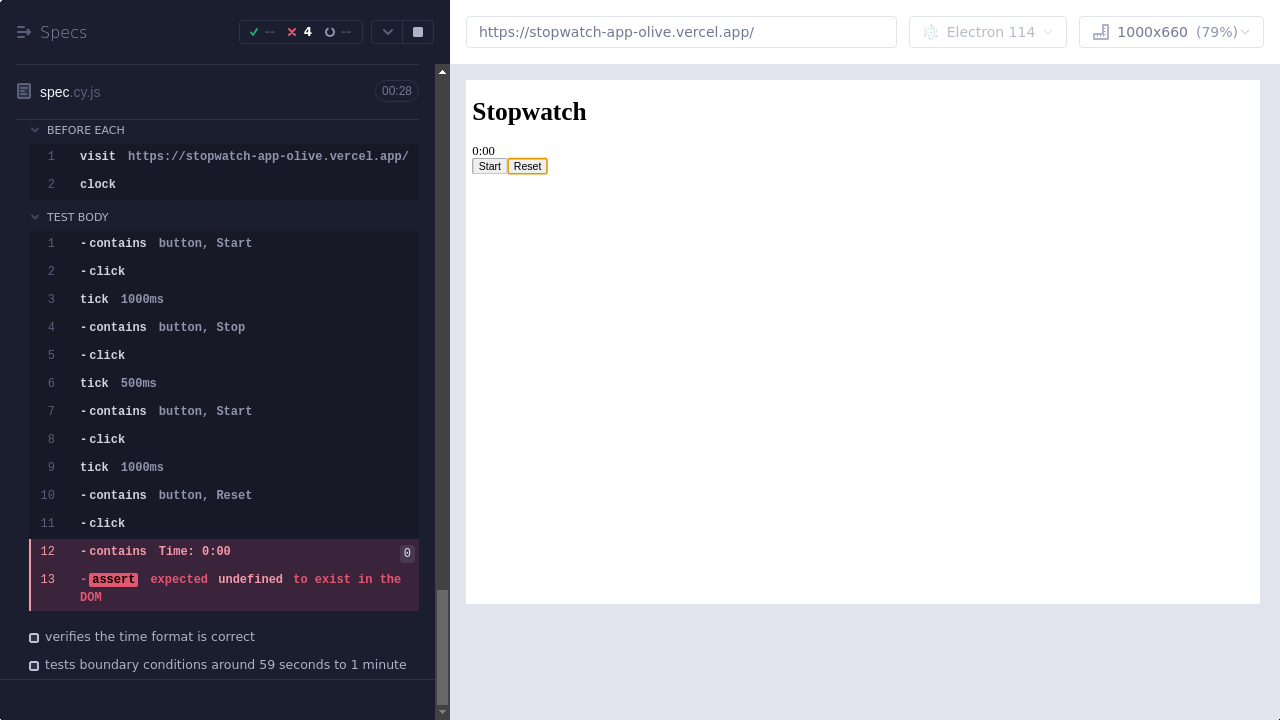 Specs
-- 4 --
spec.cy.js 00:28
BEFORE EACH
1 visit https://stopwatch-app-olive.vercel.app/
2 clock
TEST BODY
1 -contains button, Start
2 -click
3 tick 1000ms
4 -contains button, Stop
5 -click
6 tick 500ms
7 -contains button, Start
8 -click
9 tick 1000ms
10 -contains button, Reset
11 -click
12 -contains Time: 0:00 0
13 -assert expected undefined to exist in the
DOM
verifies the time format is correct
tests boundary conditions around 59 seconds to 1 minute
https://stopwatch-app-olive.vercel.app/ Electron 114 1000x660 (79%)
Stopwatch
0:00
Start Reset